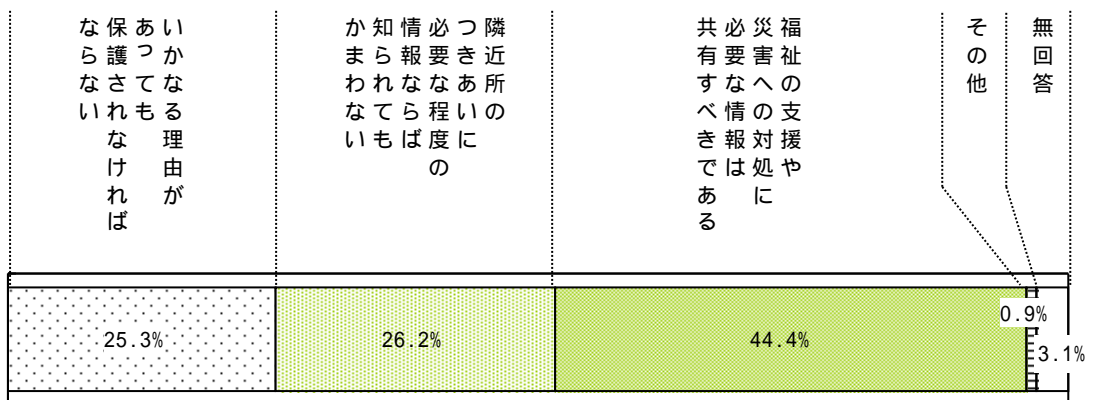 いかなる理由が
あっても
保護されなければ
ならない
隣近所の
つきあいに
必要な程度の
情報ならば
知られても
かまわない
福祉の支援や
災害への対処に
必要な情報は
共有すべきである
その他
無回答
25.3%
26.2%
44.4%
0.9%
3.1%